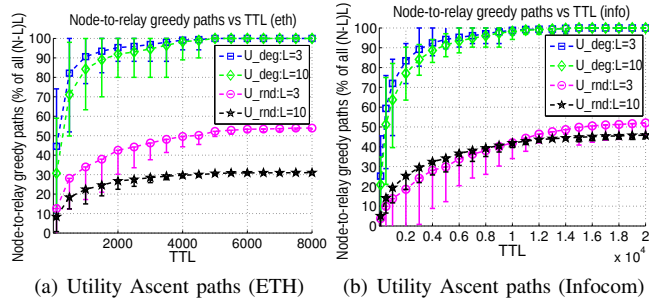 Node-to-relay greedy paths vs TTL (eth)
Node-to-relay greedy paths (% of all (N-L)L)
100
90
80
70
60
50
40
30
20
10
0
U_deg:L=3
U_deg:L=10
U_rnd:L=3
U_rnd:L=10
2000 4000 6000 8000
TTL
(a) Utility Ascent paths (ETH)
Node-to-relay greedy paths vs TTL (info)
Node-to-relay greedy paths (% of all (N-L)L)
100
90
80
70
60
50
40
30
20
10
0
U_deg:L=3
U_deg:L=10
U_rnd:L=3
U_rnd:L=10
0.2 0.4 0.6 0.8 1 1.2 1.4 1.6 1.8 2
TTL
x 10^4
(b) Utility Ascent paths (Infocom)